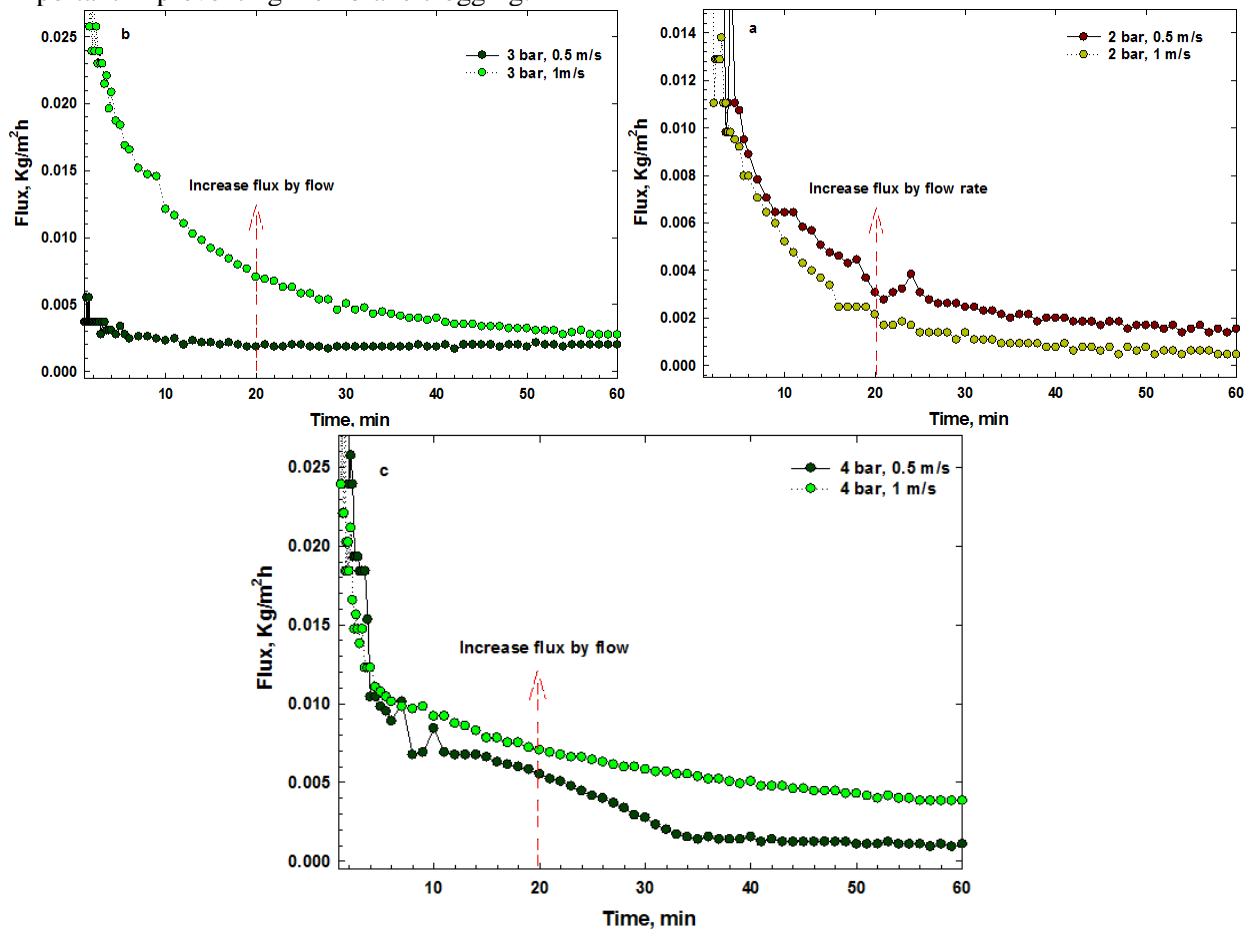 b
3 bar, 0.5 m/s
3 bar, 1m/s
0.025
0.020
0.015
0.010
0.005
0.000
Flux, Kg/m²h
Increase flux by flow
10
20
30
40
50
60
Time, min
a
2 bar, 0.5 m/s
2 bar, 1 m/s
0.014
0.012
0.010
0.008
0.006
0.004
0.002
0.000
Flux, Kg/m²h
Increase flux by flow rate
10
20
30
40
50
60
Time, min
c
4 bar, 0.5 m/s
4 bar, 1 m/s
0.025
0.020
0.015
0.010
0.005
0.000
Flux, Kg/m²h
Increase flux by flow
10
20
30
40
50
60
Time, min